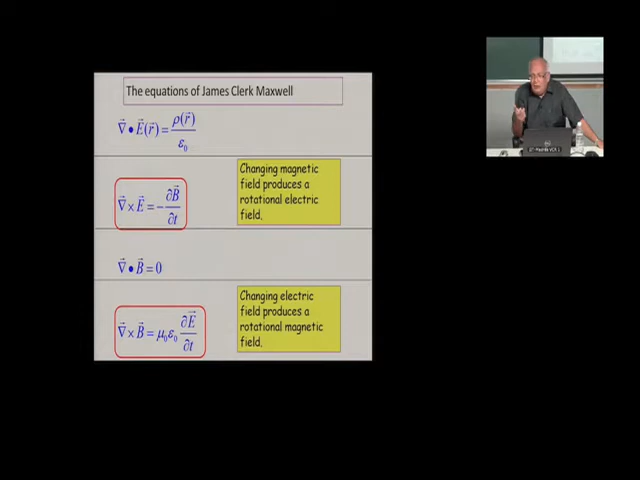 The equations of James Clerk Maxwell
∇⃗ • E⃗(r⃗) = ρ(r⃗) / ε₀
∇⃗ × E⃗ = − ∂B⃗ / ∂t
Changing magnetic
field produces a
rotational electric
field.
∇⃗ • B⃗ = 0
∇⃗ × B⃗ = μ₀ε₀ ∂E⃗ / ∂t
Changing electric
field produces a
rotational magnetic
field.